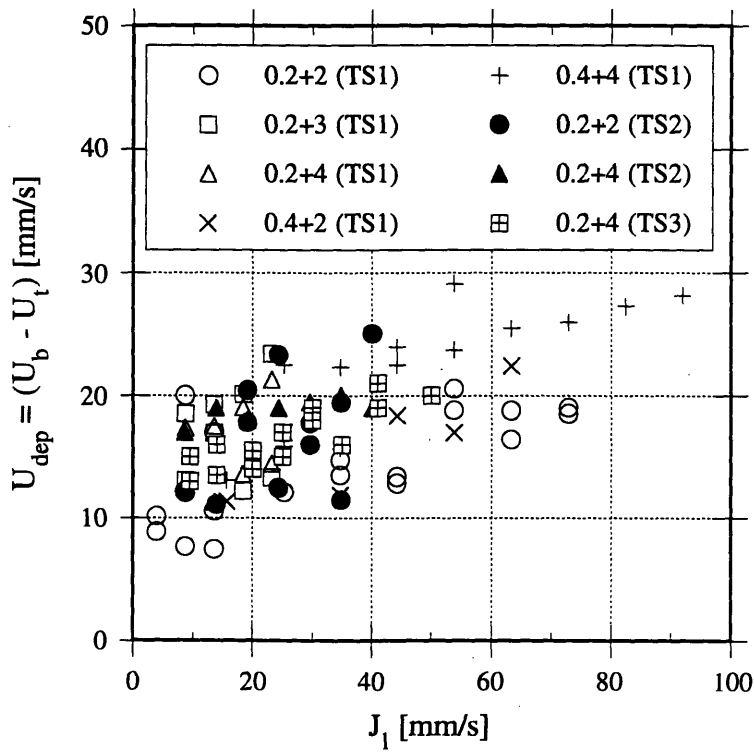 50
40
30
20
10
0
U_dep = (U_b - U_t) [mm/s]
0.2+2 (TS1)
0.4+4 (TS1)
0.2+3 (TS1)
0.2+2 (TS2)
0.2+4 (TS1)
0.2+4 (TS2)
0.4+2 (TS1)
0.2+4 (TS3)
0 20 40 60 80 100
J_l [mm/s]